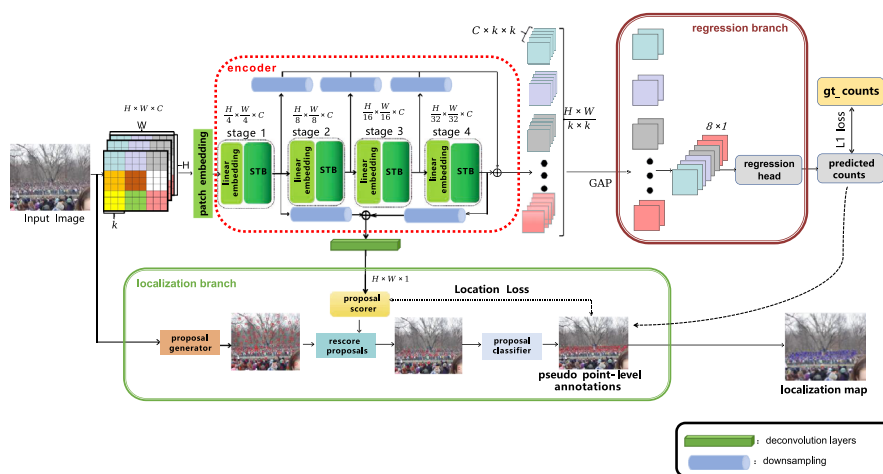 C × k × k
regression branch
encoder
H × W × C
W
H/4 × W/4 × C
H/8 × W/8 × C
H/16 × W/16 × C
H/32 × W/32 × C
H × W / k × k
gt_counts
stage 1
stage 2
stage 3
stage 4
8 × 1
L1 loss
H
patch embedding
linear embedding
STB
linear embedding
STB
linear embedding
STB
linear embedding
STB
regression head
predicted counts
GAP
k
Input Image
H × W × 1
localization branch
proposal scorer
Location Loss
proposal generator
rescore proposals
proposal classifier
pseudo point-level annotations
localization map
: deconvolution layers
: downsampling